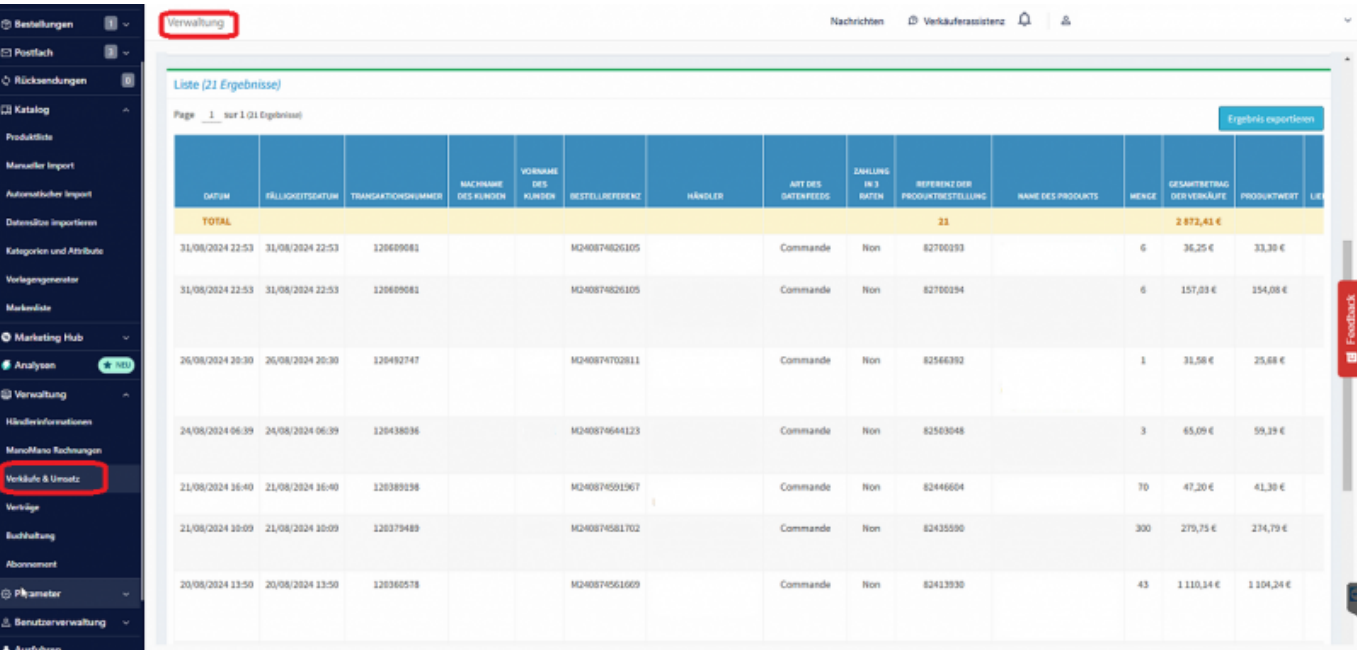 Bestellungen 1
Postfach 3
Rücksendungen 0
Katalog
Produktliste
Manueller Import
Automatischer Import
Datensätze importieren
Kategorien und Attribute
Vorlagengenerator
Markenliste
Marketing Hub
Analysen ★ NEU
Verwaltung
Händlerinformationen
ManoMano Rechnungen
Verkäufe & Umsatz
Verträge
Buchhaltung
Abonnement
Parameter
Benutzerverwaltung
Verwaltung
Nachrichten Verkäuferassistenz
Liste (21 Ergebnisse)
Page 1 sur 1 (21 Ergebnisse)
Ergebnis exportieren
DATUM FÄLLIGKEITSDATUM TRANSAKTIONSNUMMER NACHNAME DES KUNDEN VORNAME DES KUNDEN BESTELLREFERENZ HÄNDLER ART DES DATENFEEDS ZAHLUNG IN 3 RATEN REFERENZ DER PRODUKTBESTELLUNG NAME DES PRODUKTS MENGE GESAMTBETRAG DER VERKÄUFE PRODUKTWERT LIE
TOTAL 21 2 872,41 €
31/08/2024 22:53 31/08/2024 22:53 120609081 M240874826105 Commande Non 82700193 6 36,25 € 33,30 €
31/08/2024 22:53 31/08/2024 22:53 120609081 M240874826105 Commande Non 82700194 6 157,03 € 154,08 €
26/08/2024 20:30 26/08/2024 20:30 120492747 M240874702811 Commande Non 82566392 1 31,58 € 25,68 €
24/08/2024 06:39 24/08/2024 06:39 120438036 M240874644123 Commande Non 82503048 3 65,09 € 59,19 €
21/08/2024 16:40 21/08/2024 16:40 120389198 M240874591967 Commande Non 82446604 70 47,20 € 41,30 €
21/08/2024 10:09 21/08/2024 10:09 120379489 M240874581702 Commande Non 82435590 300 279,75 € 274,79 €
20/08/2024 13:50 20/08/2024 13:50 120360578 M240874561669 Commande Non 82413930 43 1 110,14 € 1 104,24 €
Feedback